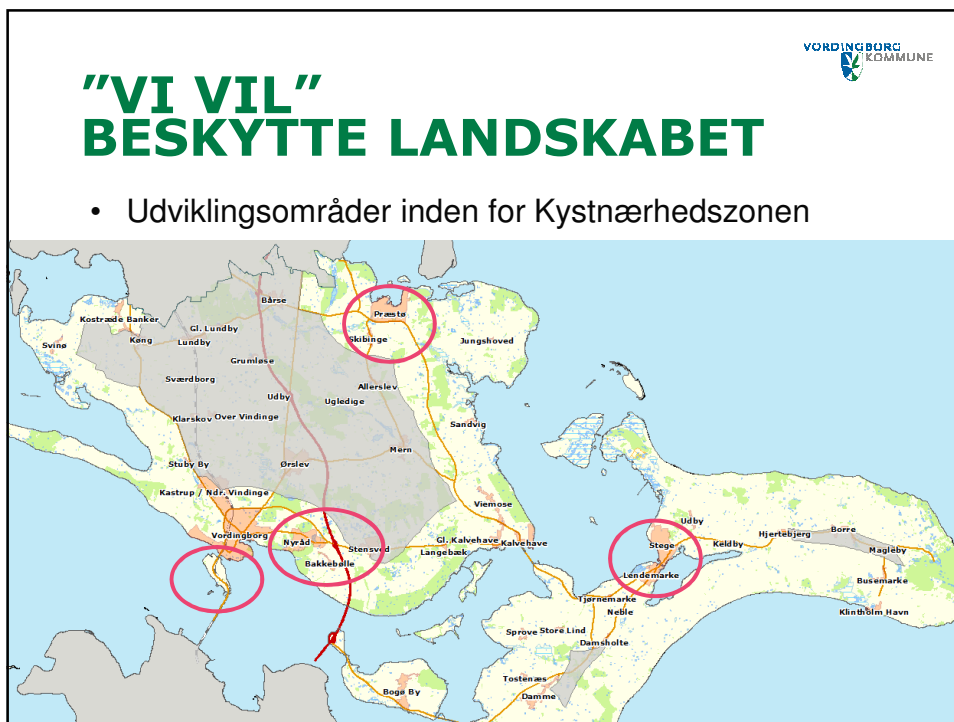 VORDINGBORG
KOMMUNE
”VI VIL”
BESKYTTE LANDSKABET
• Udviklingsområder inden for Kystnærhedszonen
Bårse
Præstø
Kostræde Banker
Gl. Lundby
Skibinge
Køng
Lundby
Jungshoved
Svinø
Grumløse
Sværdborg
Allerslev
Udby
Ugledige
Klarskov
Over Vindinge
Sandvig
Mern
Stuby By
Ørslev
Kastrup / Ndr. Vindinge
Viemose
Udby
Vordingborg
Nyråd
Stensved
Gl. Kalvehave
Kalvehave
Langebæk
Bakkebølle
Stege
Keldby
Hjertebjerg
Borre
Magleby
Lendemarke
Busemarke
Tjørnemarke
Neble
Klintholm Havn
Sprove
Store Lind
Damsholte
Tostenæs
Bogø By
Damme